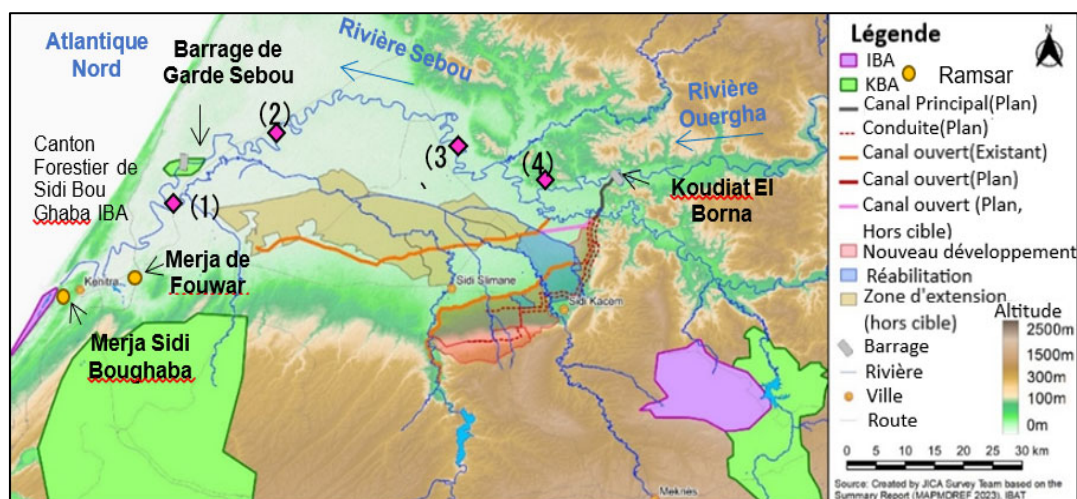 Atlantique
Nord
Barrage de
Garde Sebou
Rivière Sebou
Rivière
Ouergha
(2)
(3)
(4)
Canton
Forestier de
Sidi Bou
Ghaba IBA
(1)
Koudiat El
Borna
Merja de
Fouwar
Kenitra
Sidi Slimane
Sidi Kacem
Merja Sidi
Boughaba
Meknes
Légende
N
IBA
Ramsar
KBA
Canal Principal(Plan)
Conduite(Plan)
Canal ouvert(Existant)
Canal ouvert(Plan)
Canal ouvert (Plan,
Hors cible)
Nouveau développement
Réabilitation
Zone d'extension
(hors cible)
Altitude
Barrage
Rivière
Ville
Route
2500m
1500m
300m
100m
0m
0 5 10 15 20 25 30 km
Source: Created by JICA Survey Team based on the
Summary Report (MAPMDREF 2023), IBAT